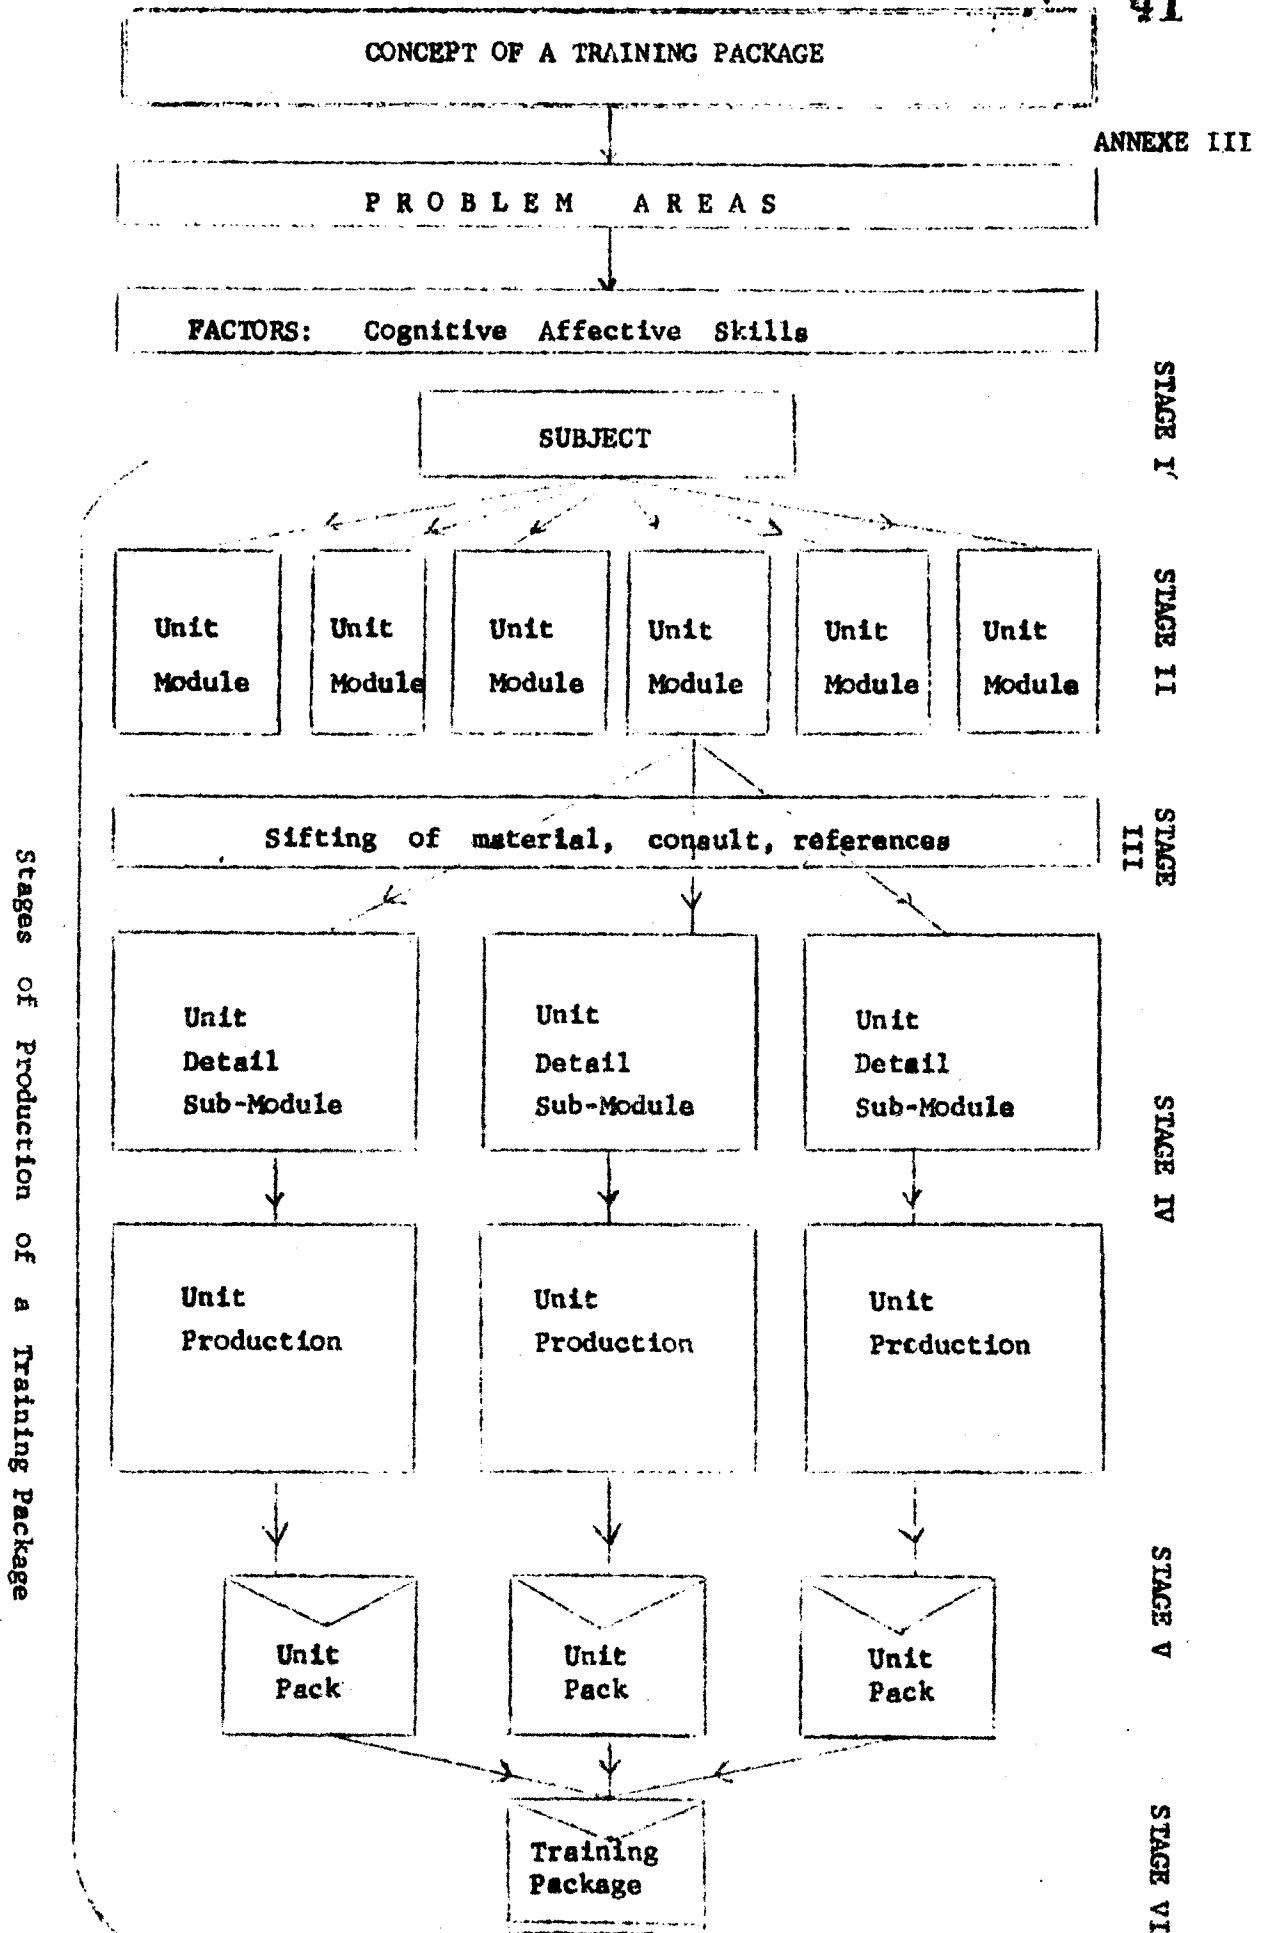 41
CONCEPT OF A TRAINING PACKAGE
ANNEXE III
PROBLEM AREAS
FACTORS: Cognitive Affective Skills
STAGE I
SUBJECT
STAGE II
Unit
Module
Unit
Module
Unit
Module
Unit
Module
Unit
Module
Unit
Module
STAGE
III
Sifting of material, consult, references
STAGE IV
Unit
Detail
Sub-Module
Unit
Detail
Sub-Module
Unit
Detail
Sub-Module
Unit
Production
Unit
Production
Unit
Production
STAGE V
Unit
Pack
Unit
Pack
Unit
Pack
STAGE VI
Training
Package
Stages of Production of a Training Package